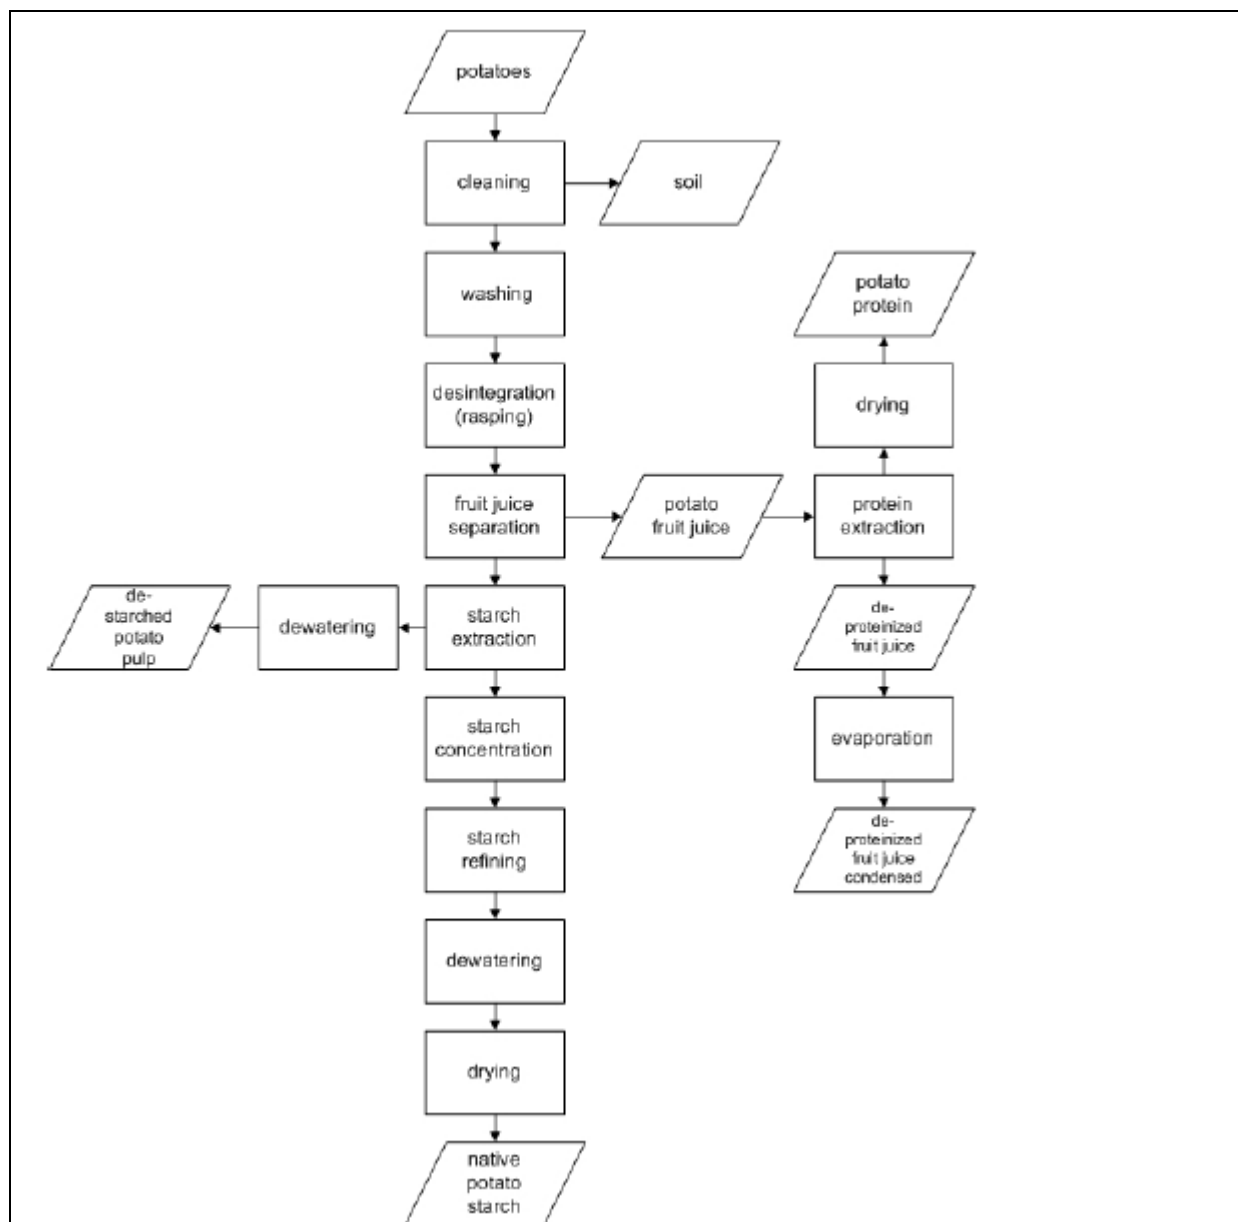 potatoes
cleaning
soil
washing
potato
protein
desintegration
(rasping)
drying
fruit juice
separation
potato
fruit juice
protein
extraction
de-
starched
potato
pulp
dewatering
starch
extraction
de-
proteinized
fruit juice
starch
concentration
evaporation
starch
refining
de-
proteinized
fruit juice
condensed
dewatering
drying
native
potato
starch